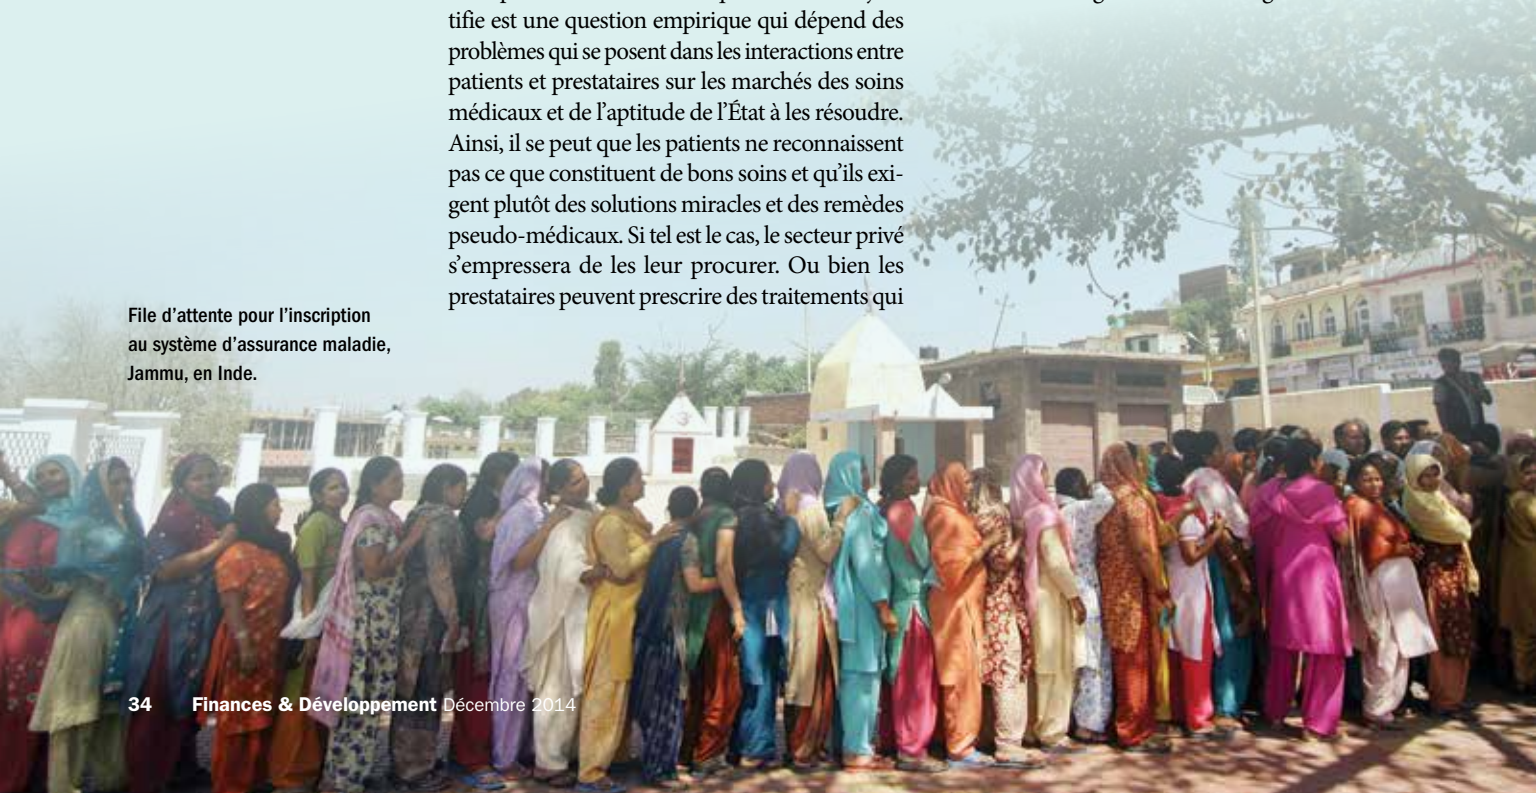 tifie est une question empirique qui dépend des
problèmes qui se posent dans les interactions entre
patients et prestataires sur les marchés des soins
médicaux et de l’aptitude de l’État à les résoudre.
Ainsi, il se peut que les patients ne reconnaissent
pas ce que constituent de bons soins et qu’ils exi-
gent plutôt des solutions miracles et des remèdes
pseudo-médicaux. Si tel est le cas, le secteur privé
s’empressera de les leur procurer. Ou bien les
prestataires peuvent prescrire des traitements qui
File d’attente pour l’inscription
au système d’assurance maladie,
Jammu, en Inde.
34 Finances & Développement Décembre 2014